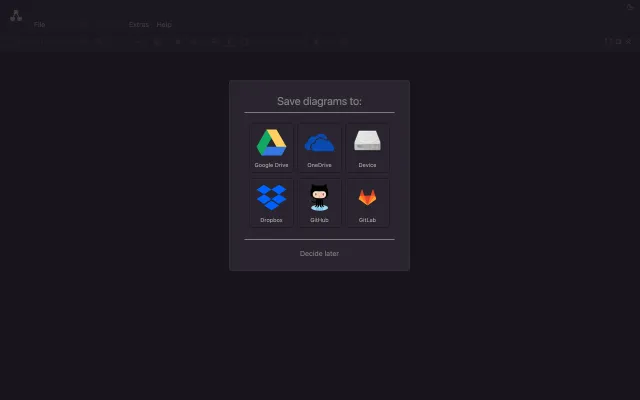 File Extras Help
Save diagrams to:
Google Drive OneDrive Device
Dropbox GitHub GitLab
Decide later